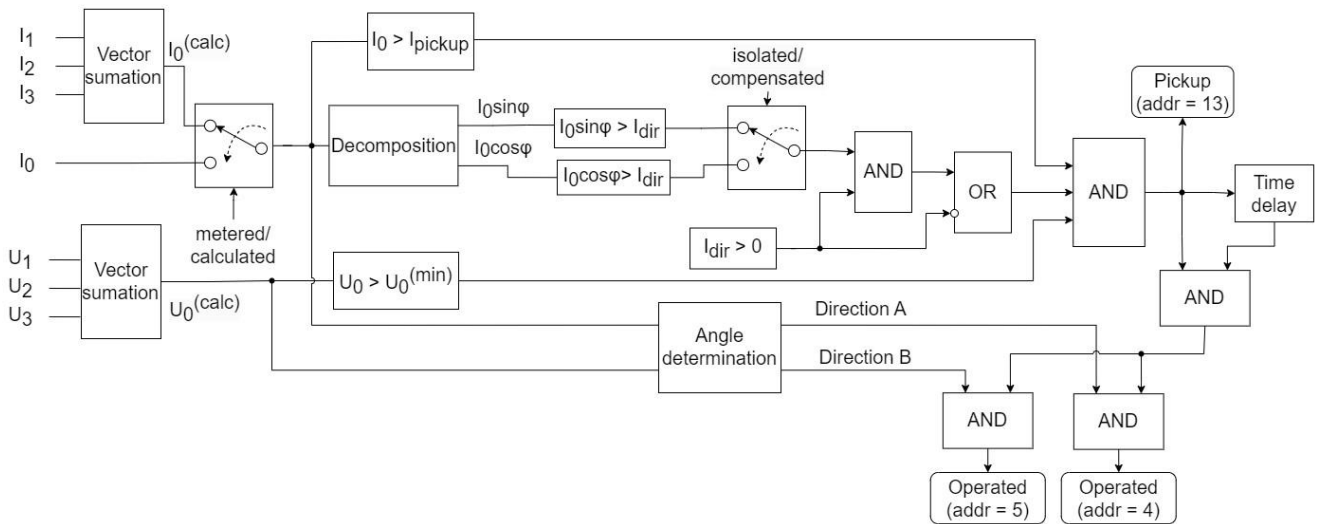 I₁
I₂
I₃
Vector
sumation
I₀(calc)
I₀
metered/
calculated
U₁
U₂
U₃
Vector
sumation
U₀(calc)
I₀ > Ipickup
Decomposition
I₀sinφ
I₀cosφ
I₀sinφ > Idir
I₀cosφ> Idir
isolated/
compensated
AND
OR
Idir > 0
U₀ > U₀(min)
AND
Pickup
(addr = 13)
Time
delay
AND
Angle
determination
Direction A
Direction B
AND
AND
Operated
(addr = 5)
Operated
(addr = 4)